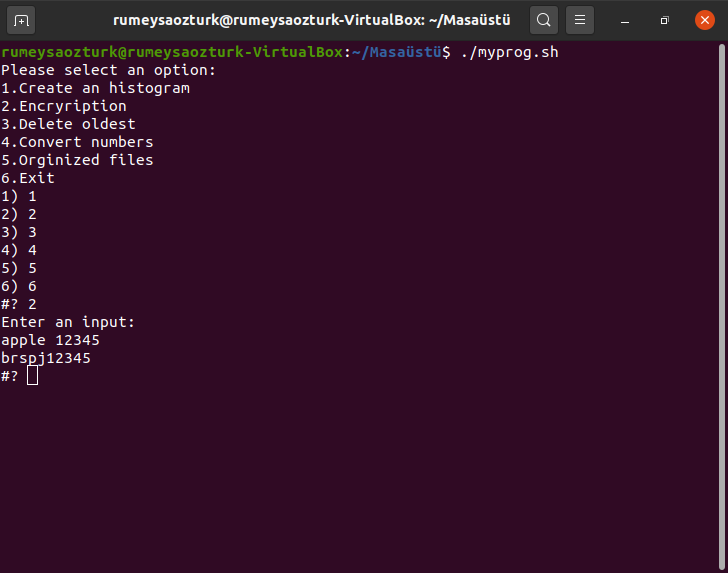 rumeysaozturk@rumeysaozturk-VirtualBox: ~/Masaüstü
rumeysaozturk@rumeysaozturk-VirtualBox:~/Masaüstü$ ./myprog.sh
Please select an option:
1.Create an histogram
2.Encryription
3.Delete oldest
4.Convert numbers
5.Orginized files
6.Exit
1) 1
2) 2
3) 3
4) 4
5) 5
6) 6
#? 2
Enter an input:
apple 12345
brspj12345
#?